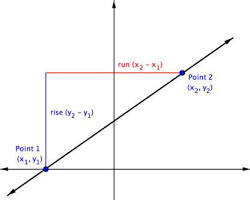 run (x₂ − x₁)
Point 2
(x₂, y₂)
rise (y₂ − y₁)
Point 1
(x₁, y₁)